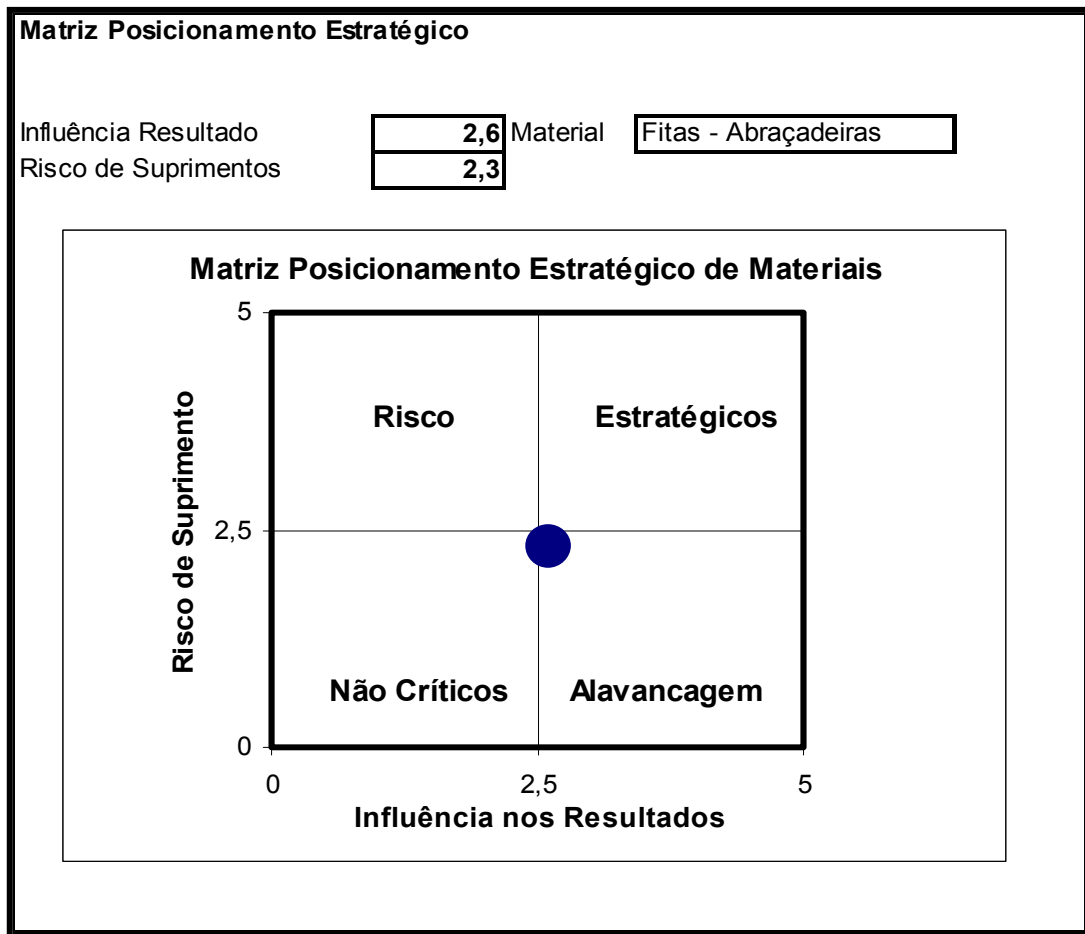 Matriz Posicionamento Estratégico
Influência Resultado 2,6 Material Fitas - Abraçadeiras
Risco de Suprimentos 2,3
Matriz Posicionamento Estratégico de Materiais
5
Risco Estratégicos
Risco de Suprimento
2,5
Não Críticos Alavancagem
0
0 2,5 5
Influência nos Resultados